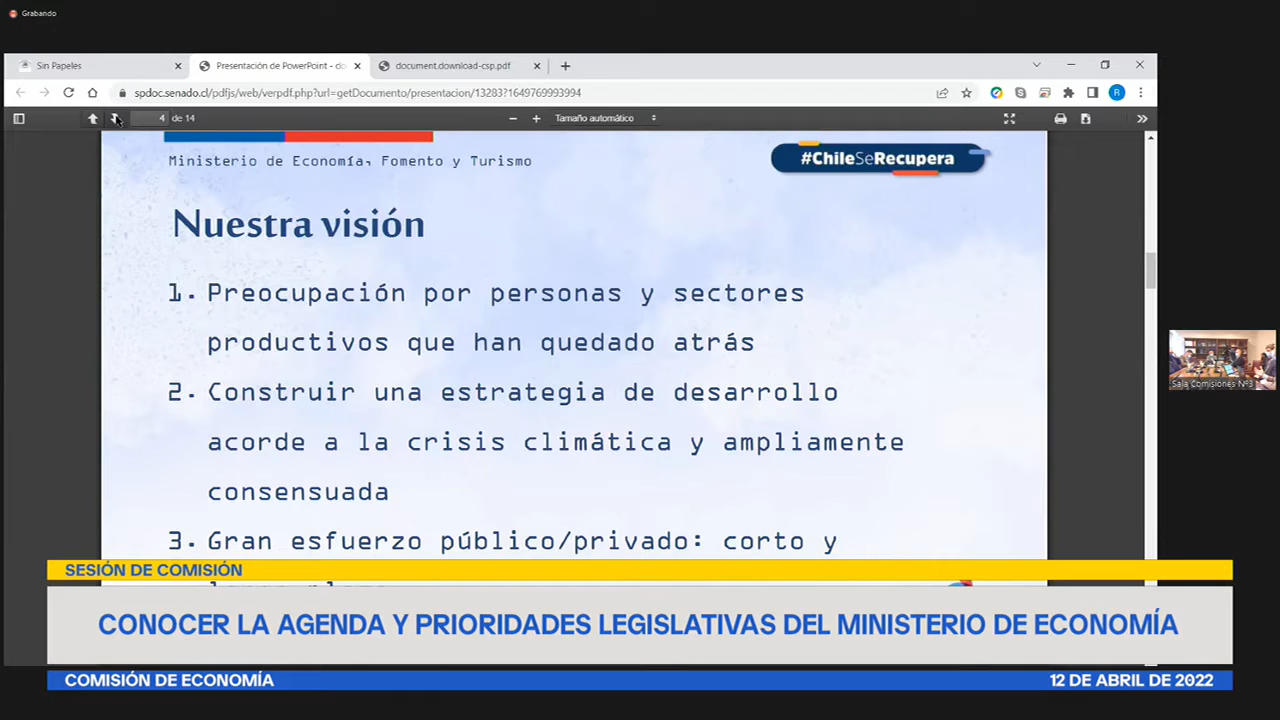 Grabando
Sin Papeles
Presentación de PowerPoint - do
document.download-csp.pdf
spdoc.senado.cl/pdfjs/web/verpdf.php?url=getDocumento/presentacion/13283?1649769993994
R
4 de 14
Tamaño automático
Ministerio de Economía, Fomento y Turismo
#ChileSeRecupera
Nuestra visión
1. Preocupación por personas y sectores
productivos que han quedado atrás
2. Construir una estrategia de desarrollo
acorde a la crisis climática y ampliamente
consensuada
3. Gran esfuerzo público/privado: corto y
Sala Comisiones Nº3
SESIÓN DE COMISIÓN
CONOCER LA AGENDA Y PRIORIDADES LEGISLATIVAS DEL MINISTERIO DE ECONOMÍA
COMISIÓN DE ECONOMÍA
12 DE ABRIL DE 2022